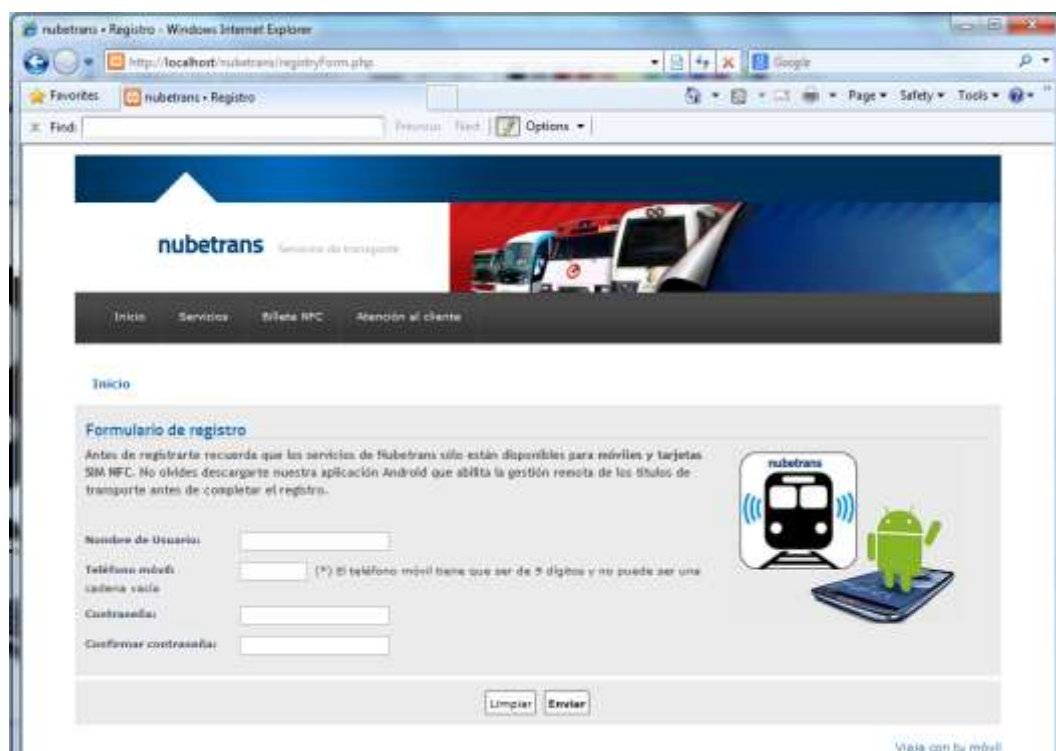 nubetrans • Registro - Windows Internet Explorer
http://localhost/nubetrans/registryForm.php
Google
Favorites nubetrans • Registro Page Safety Tools
Find: Previous Next Options
nubetrans Servicios de transporte
Inicio Servicios Billete NFC Atención al cliente
Inicio
Formulario de registro
Antes de registrarte recuerda que los servicios de Nubetrans sólo están disponibles para móviles y tarjetas
SIM NFC. No olvides descargarte nuestra aplicación Android que abilita la gestión remota de los títulos de
transporte antes de completar el registro.
nubetrans
Nombre de Usuario:
Teléfono móvil: (*) El teléfono móvil tiene que ser de 9 dígitos y no puede ser una
cadena vacía
Contraseña:
Confirmar contraseña:
Limpiar Enviar
Viaja con tu móvil